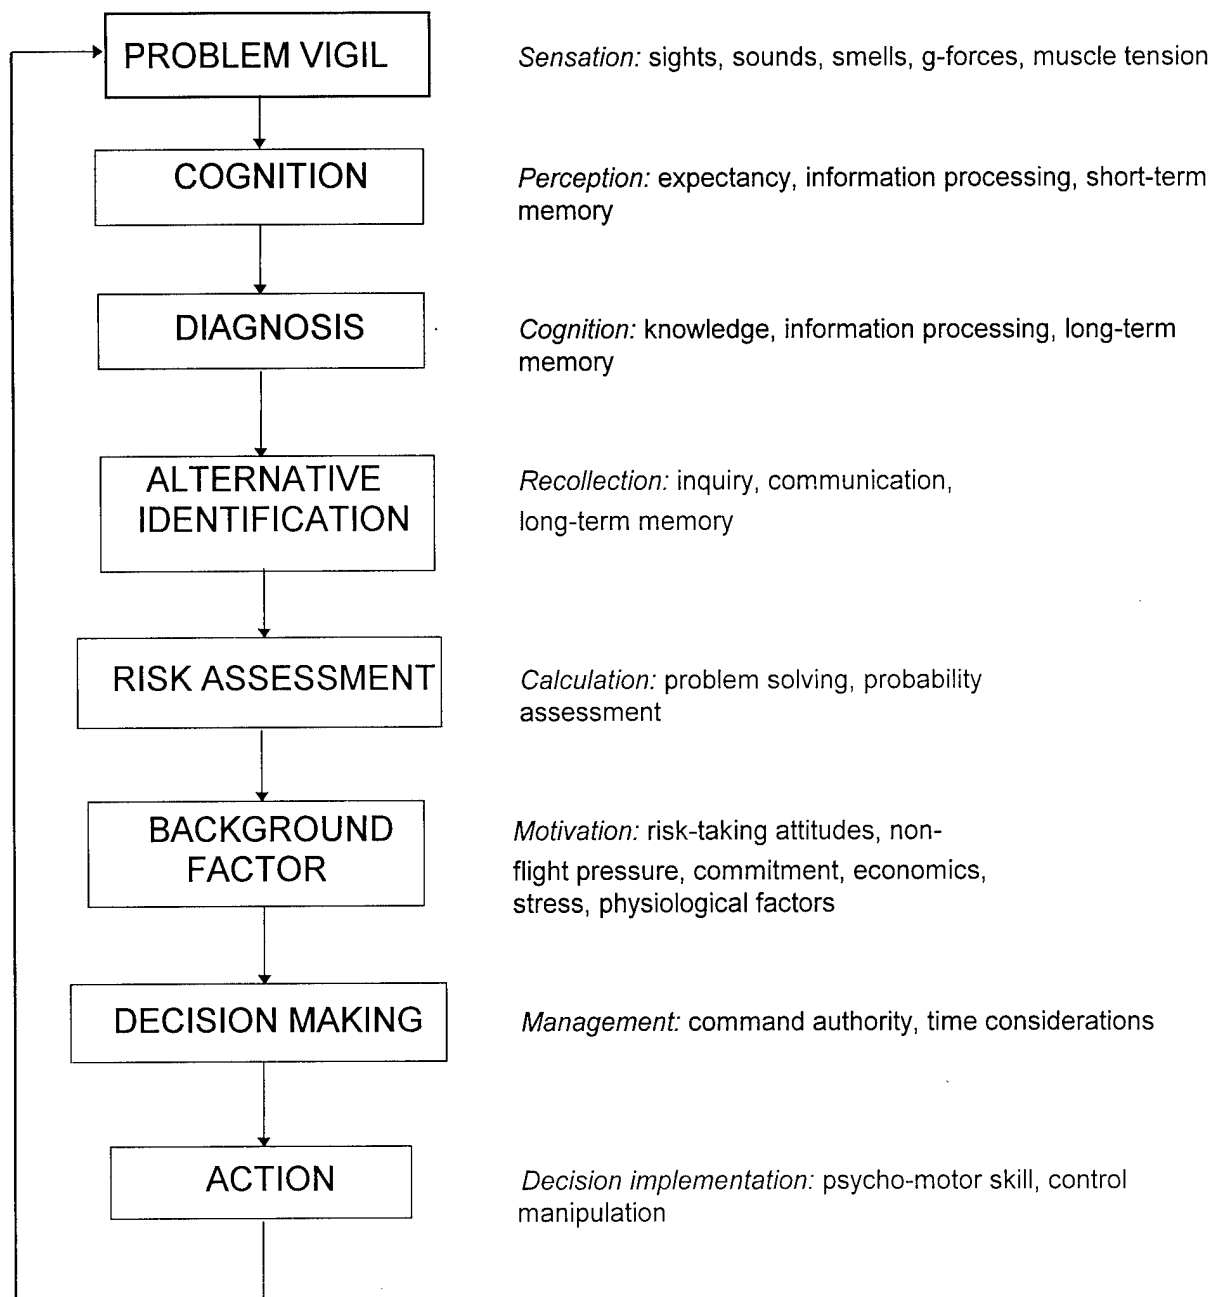 PROBLEM VIGIL
Sensation: sights, sounds, smells, g-forces, muscle tension
COGNITION
Perception: expectancy, information processing, short-term
memory
DIAGNOSIS
Cognition: knowledge, information processing, long-term
memory
ALTERNATIVE
IDENTIFICATION
Recollection: inquiry, communication,
long-term memory
RISK ASSESSMENT
Calculation: problem solving, probability
assessment
BACKGROUND
FACTOR
Motivation: risk-taking attitudes, non-
flight pressure, commitment, economics,
stress, physiological factors
DECISION MAKING
Management: command authority, time considerations
ACTION
Decision implementation: psycho-motor skill, control
manipulation